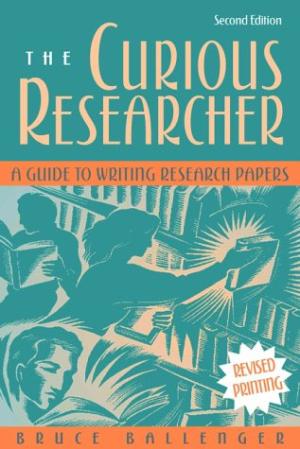 Second Edition
THE CURIOUS
RESEARCHER
A GUIDE TO WRITING RESEARCH PAPERS
REVISED
PRINTING
BRUCE BALLENGER